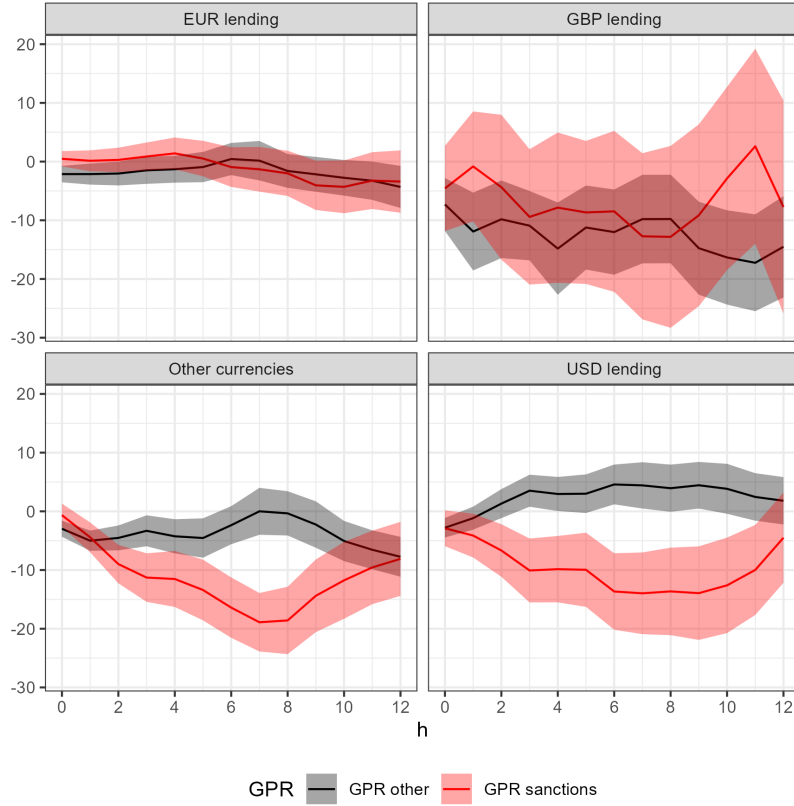 EUR lending
GBP lending
20
10
0
-10
-20
-30
Other currencies
USD lending
20
10
0
-10
-20
-30
0 2 4 6 8 10 12
0 2 4 6 8 10 12
h
GPR GPR other GPR sanctions